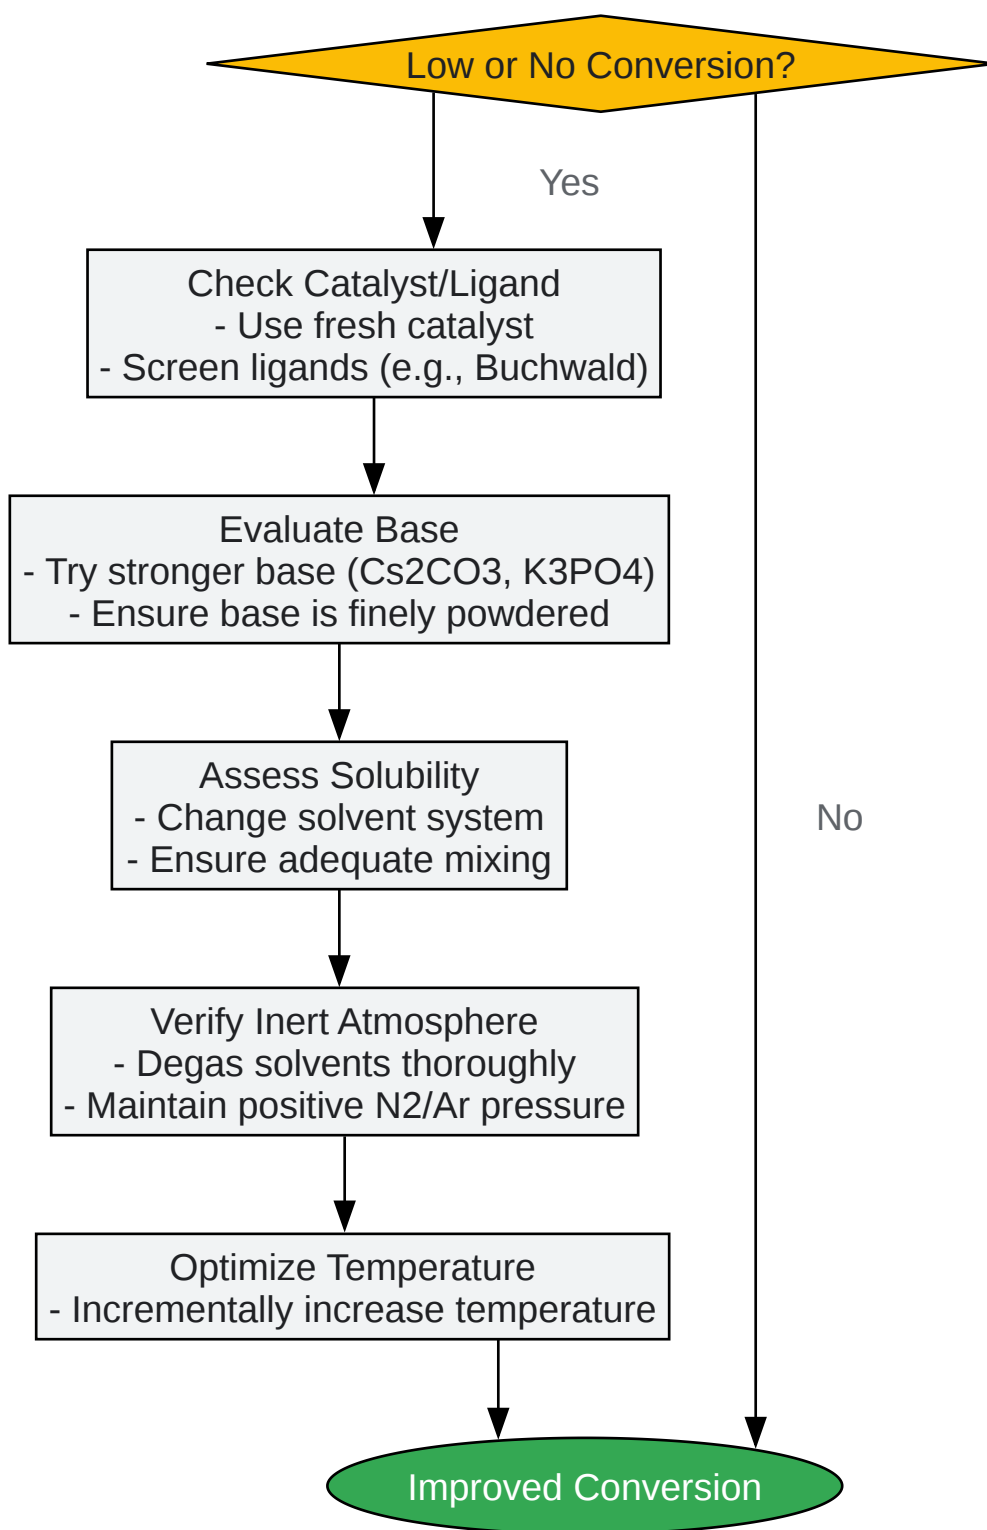 Low or No Conversion?
Yes
Check Catalyst/Ligand
- Use fresh catalyst
- Screen ligands (e.g., Buchwald)
Evaluate Base
- Try stronger base (Cs2CO3, K3PO4)
- Ensure base is finely powdered
Assess Solubility
- Change solvent system
- Ensure adequate mixing
No
Verify Inert Atmosphere
- Degas solvents thoroughly
- Maintain positive N2/Ar pressure
Optimize Temperature
- Incrementally increase temperature
Improved Conversion